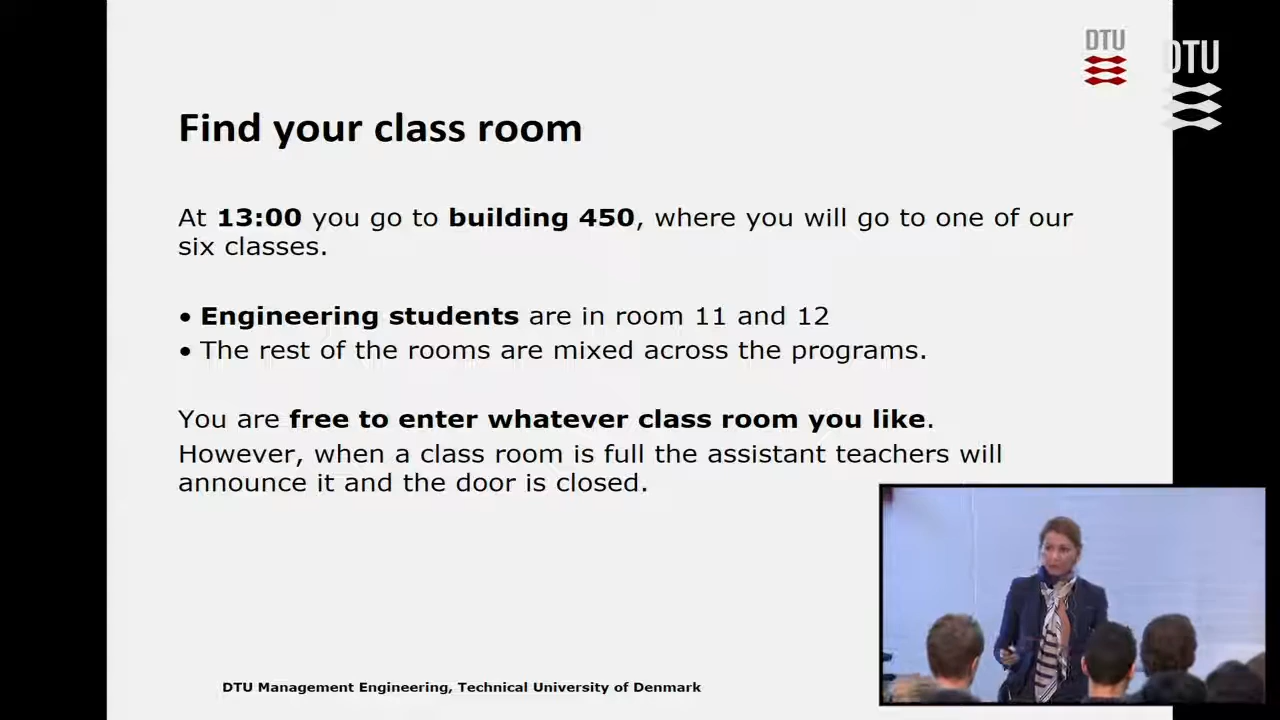 DTU
DTU
Find your class room
At 13:00 you go to building 450, where you will go to one of our
six classes.
• Engineering students are in room 11 and 12
• The rest of the rooms are mixed across the programs.
You are free to enter whatever class room you like.
However, when a class room is full the assistant teachers will
announce it and the door is closed.
DTU Management Engineering, Technical University of Denmark